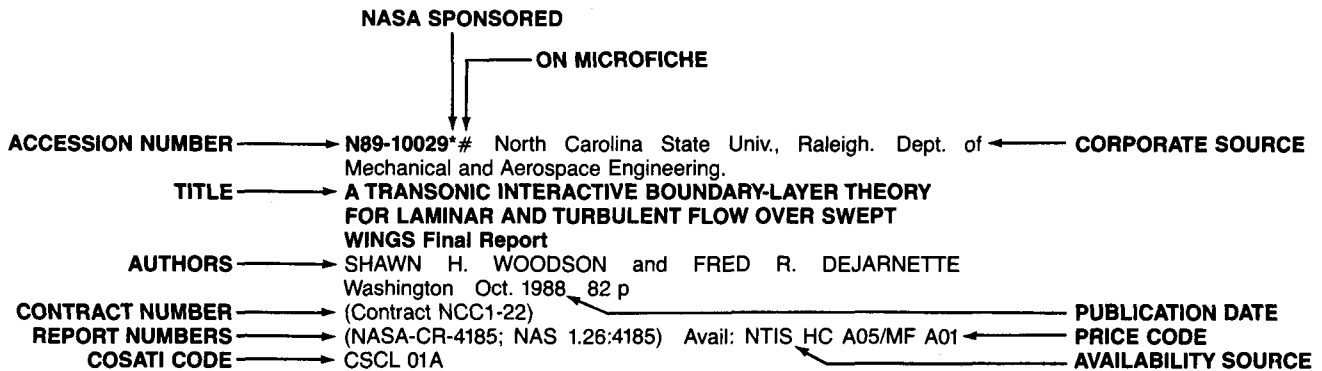 NASA SPONSORED
ON MICROFICHE
ACCESSION NUMBER N89-10029*# North Carolina State Univ., Raleigh. Dept. of CORPORATE SOURCE
Mechanical and Aerospace Engineering.
TITLE A TRANSONIC INTERACTIVE BOUNDARY-LAYER THEORY
FOR LAMINAR AND TURBULENT FLOW OVER SWEPT
WINGS Final Report
AUTHORS SHAWN H. WOODSON and FRED R. DEJARNETTE
Washington Oct. 1988 82 p
CONTRACT NUMBER (Contract NCC1-22) PUBLICATION DATE
REPORT NUMBERS (NASA-CR-4185; NAS 1.26:4185) Avail: NTIS HC A05/MF A01 PRICE CODE
COSATI CODE CSCL 01A AVAILABILITY SOURCE